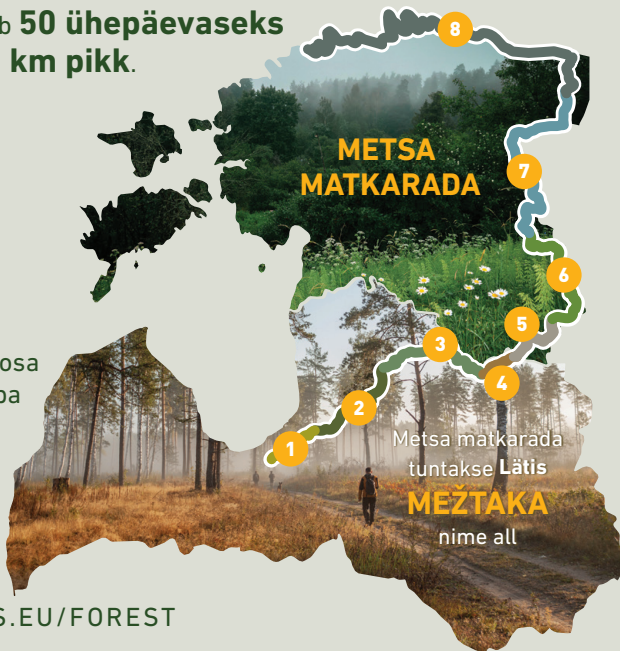 50 ühepäevaseks
km pikk.
8
METSA
MATKARADA
7
6
5
osa
3
4
2
1
Metsa matkarada
tuntakse Lätis
MEŽTAKA
nime all
S.EU/FOREST